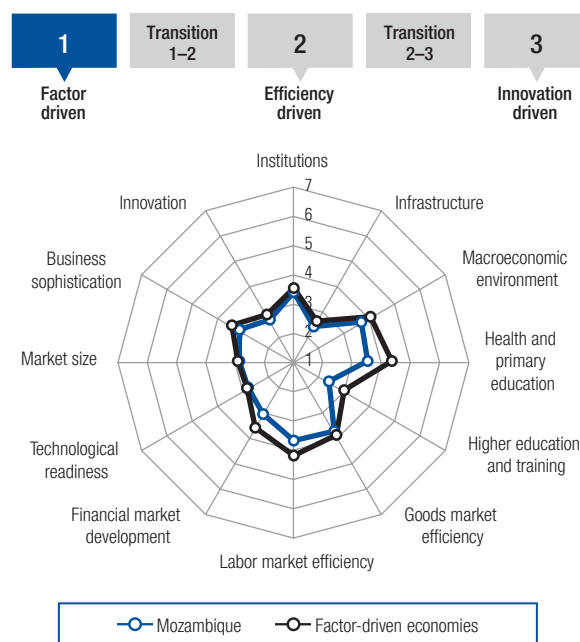 1
Transition
1–2
2
Transition
2–3
3
Factor
driven
Efficiency
driven
Innovation
driven
Institutions
7
6
5
4
3
2
1
Innovation
Infrastructure
Business
sophistication
Macroeconomic
environment
Market size
Health and
primary
education
Technological
readiness
Higher education
and training
Financial market
development
Goods market
efficiency
Labor market efficiency
Mozambique
Factor-driven economies